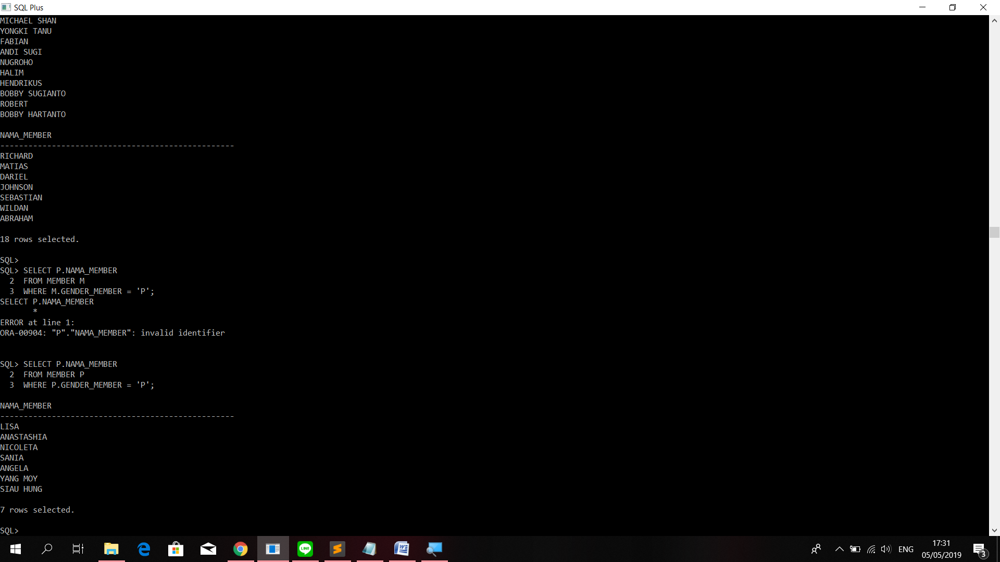 SQL Plus
MICHAEL SHAN
YONGKI TANU
FABIAN
ANDI SUGI
NUGROHO
HALIM
HENDRIKUS
BOBBY SUGIANTO
ROBERT
BOBBY HARTANTO
NAMA_MEMBER
--------------------------------------------------
RICHARD
MATIAS
DARIEL
JOHNSON
SEBASTIAN
WILDAN
ABRAHAM
18 rows selected.
SQL>
SQL> SELECT P.NAMA_MEMBER
2 FROM MEMBER M
3 WHERE M.GENDER_MEMBER = 'P';
SELECT P.NAMA_MEMBER
*
ERROR at line 1:
ORA-00904: "P"."NAMA_MEMBER": invalid identifier
SQL> SELECT P.NAMA_MEMBER
2 FROM MEMBER P
3 WHERE P.GENDER_MEMBER = 'P';
NAMA_MEMBER
--------------------------------------------------
LISA
ANASTASHIA
NICOLETA
SANIA
ANGELA
YANG MOY
SIAU HUNG
7 rows selected.
SQL>
LINE
ENG
17:31
05/05/2019
3